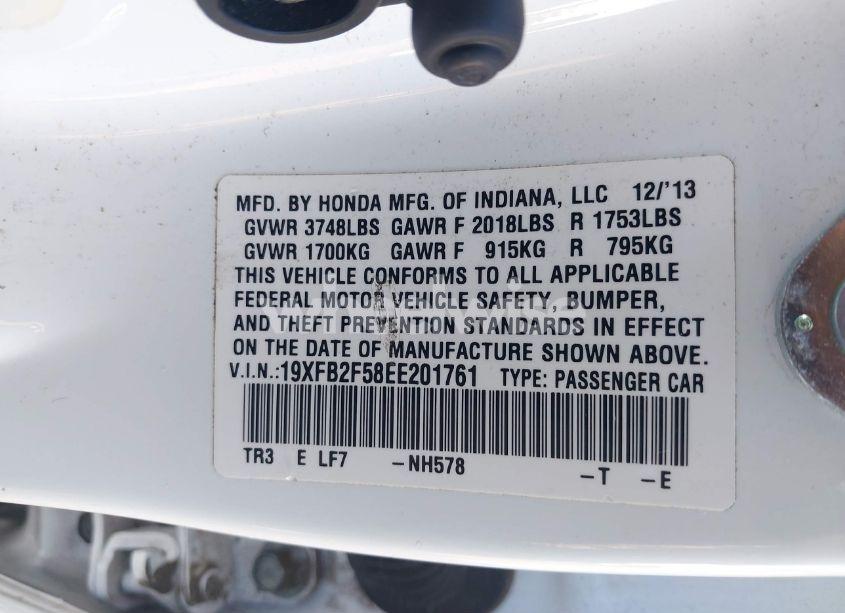 MFD. BY HONDA MFG. OF INDIANA, LLC 12/'13
GVWR 3748LBS GAWR F 2018LBS R 1753LBS
GVWR 1700KG GAWR F 915KG R 795KG
THIS VEHICLE CONFORMS TO ALL APPLICABLE
FEDERAL MOTOR VEHICLE SAFETY, BUMPER,
AND THEFT PREVENTION STANDARDS IN EFFECT
ON THE DATE OF MANUFACTURE SHOWN ABOVE.
V.I.N.:19XFB2F58EE201761 TYPE: PASSENGER CAR
TR3 E LF7 -NH578
-T -E